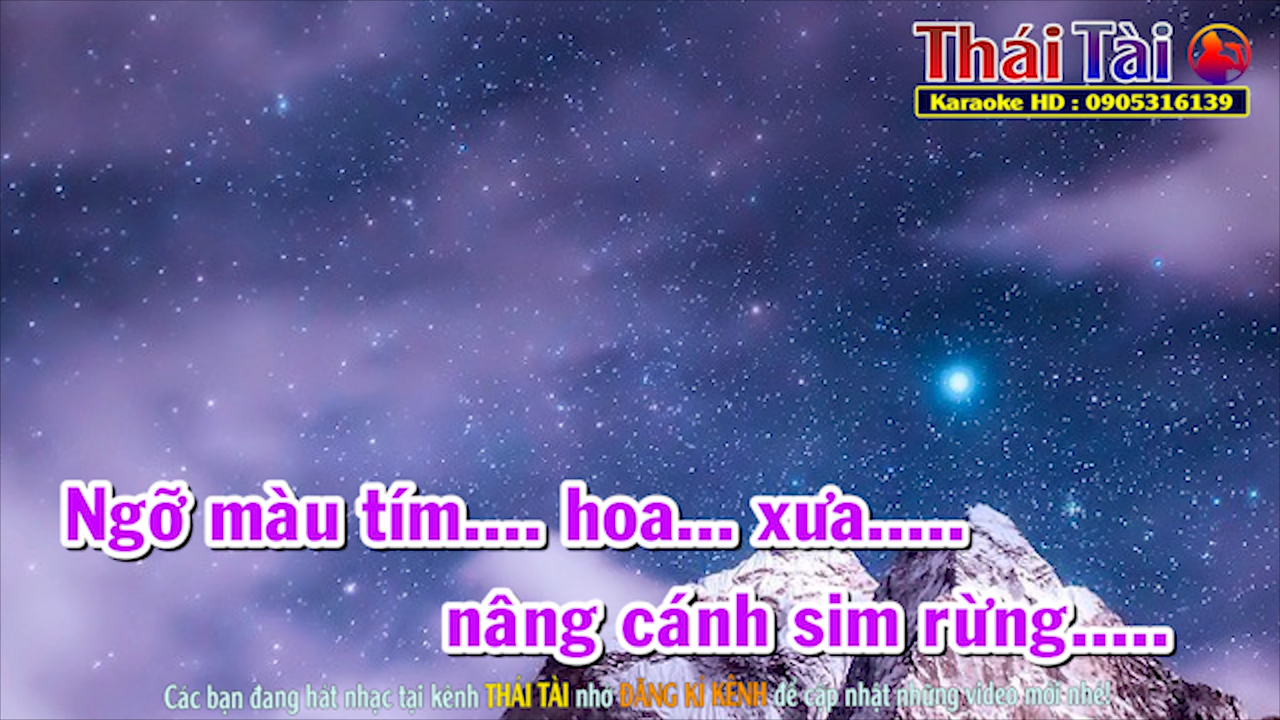 Thái Tài
Karaoke HD : 0905316139
Ngỡ màu tím.... hoa... xưa.....
nâng cánh sim rừng.....
Các bạn đang hát nhạc tại kênh THÁI TÀI nhớ ĐĂNG KÍ KÊNH để cập nhật những video mới nhé!